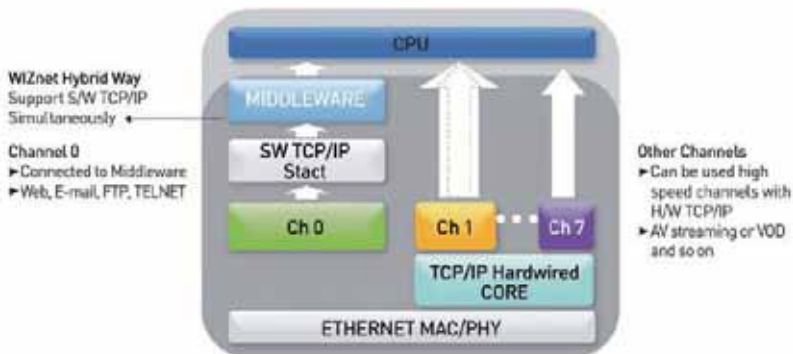 CPU
WIZnet Hybrid Way
Support S/W TCP/IP
Simultaneously
MIDDLEWARE
Channel 0
►Connected to Middleware
►Web, E-mail, FTP, TELNET
SW TCP/IP
Stact
Ch 0
Ch 1
Ch 7
Other Channels
►Can be used high
speed channels with
H/W TCP/IP
►AV streaming or VOD
and so on
TCP/IP Hardwired
CORE
ETHERNET MAC/PHY